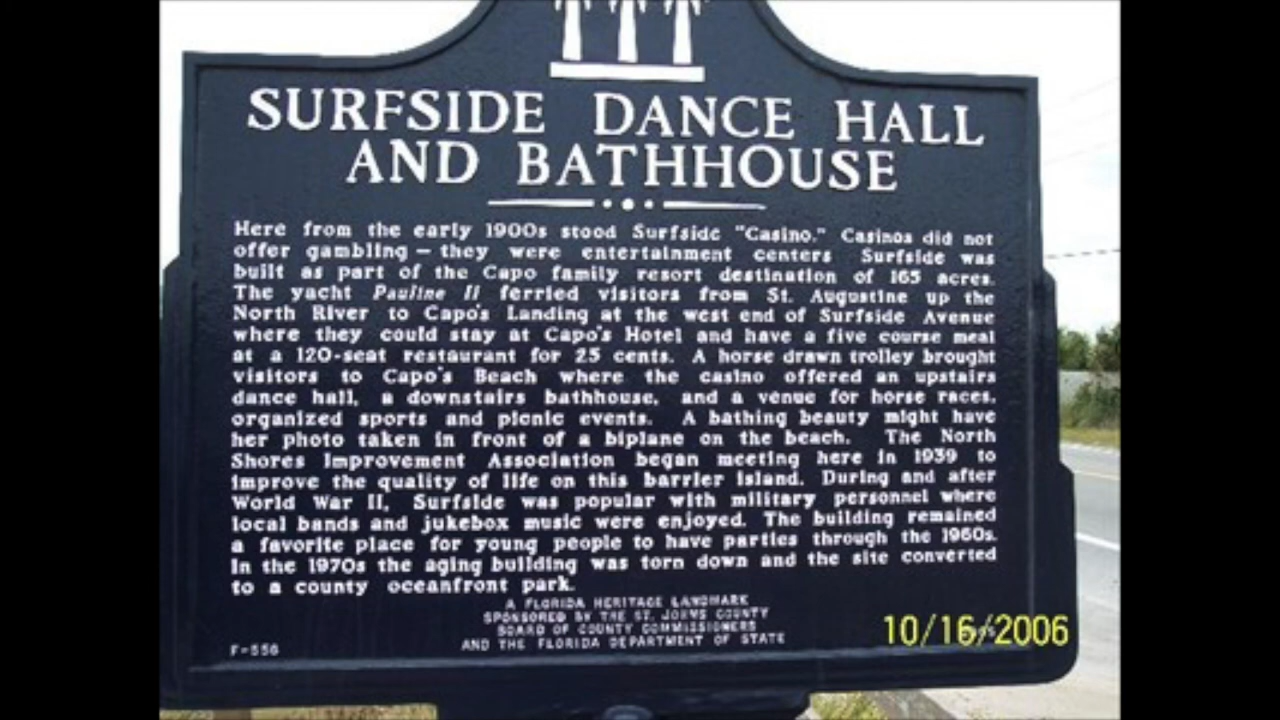 SURFSIDE DANCE HALL
AND BATHHOUSE
Here from the early 1900s stood Surfside "Casino." Casinos did not
offer gambling — they were entertainment centers Surfside was
built as part of the Capo family resort destination of 165 acres.
The yacht Pauline II ferried visitors from St. Augustine up the
North River to Capo's Landing at the west end of Surfside Avenue
where they could stay at Capo's Hotel and have a five course meal
at a 120-seat restaurant for 25 cents. A horse drawn trolley brought
visitors to Capo's Beach where the casino offered an upstairs
dance hall, a downstairs bathhouse, and a venue for horse races,
organized sports and picnic events. A bathing beauty might have
her photo taken in front of a biplane on the beach. The North
Shores Improvement Association began meeting here in 1939 to
improve the quality of life on this barrier island. During and after
World War II, Surfside was popular with military personnel where
local bands and jukebox music were enjoyed. The building remained
a favorite place for young people to have parties through the 1960s.
In the 1970s the aging building was torn down and the site converted
to a county oceanfront park.
A FLORIDA HERITAGE LANDMARK
SPONSORED BY THE ST. JOHNS COUNTY
BOARD OF COUNTY COMMISSIONERS
AND THE FLORIDA DEPARTMENT OF STATE
F-556
10/16/2006